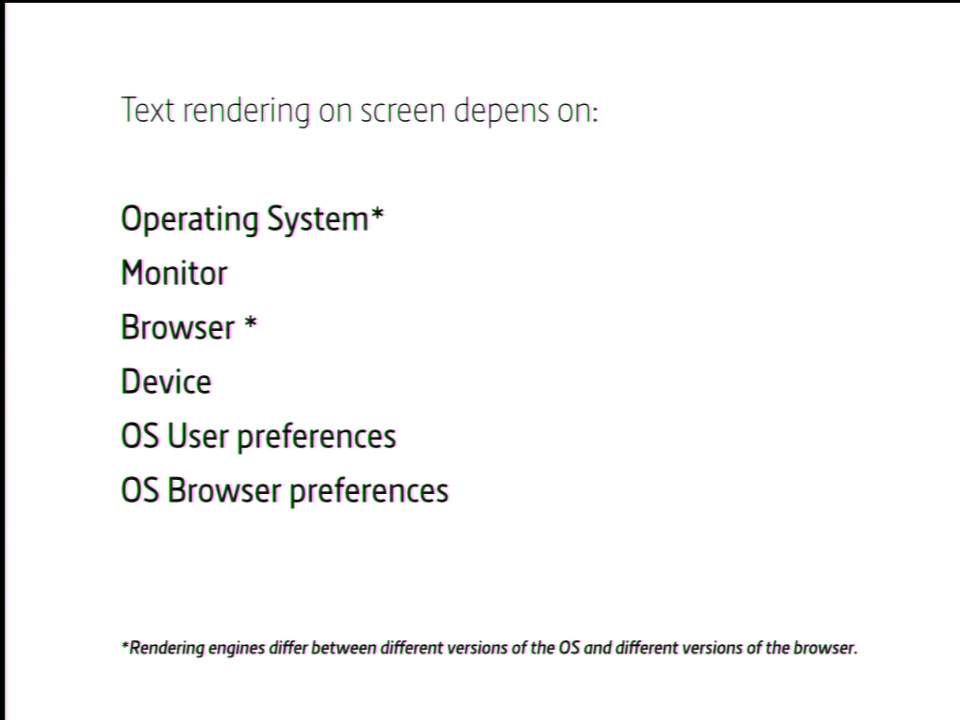 Text rendering on screen depens on:
Operating System*
Monitor
Browser *
Device
OS User preferences
OS Browser preferences
*Rendering engines differ between different versions of the OS and different versions of the browser.